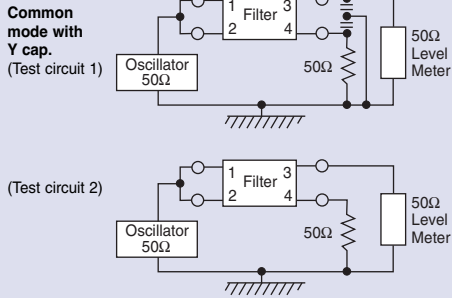 Common
mode with
Y cap.
(Test circuit 1)
1 Filter 3
2 4
Oscillator
50Ω
50Ω
50Ω
Level
Meter
(Test circuit 2)
1 Filter 3
2 4
Oscillator
50Ω
50Ω
50Ω
Level
Meter